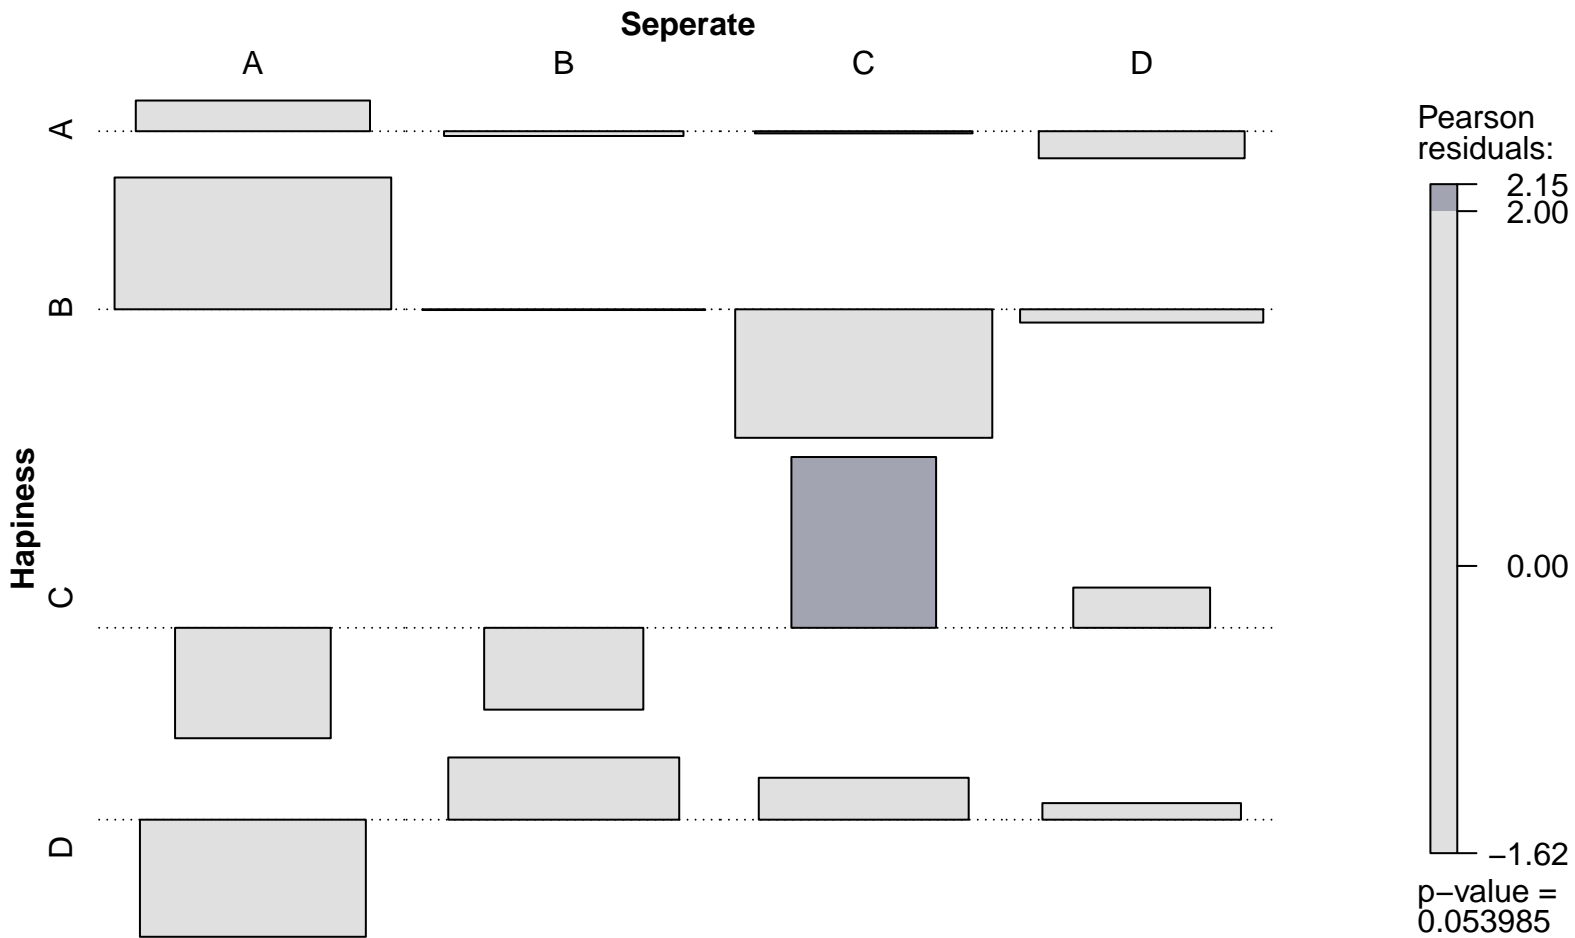 Seperate
A B C D
A
B
C
D
Hapiness
Pearson
residuals:
2.15
2.00
0.00
−1.62
p−value =
0.053985